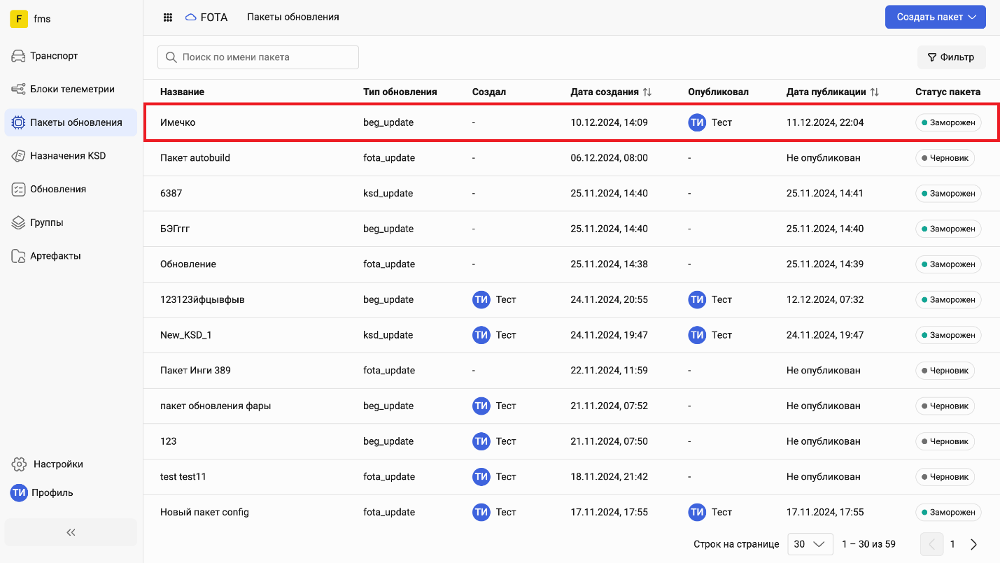 F fms
FOTA Пакеты обновления Создать пакет
Транспорт
Блоки телеметрии
Пакеты обновления
Назначения KSD
Обновления
Группы
Артефакты
Настройки
ТИ Профиль
Поиск по имени пакета Фильтр
Название Тип обновления Создал Дата создания Опубликовал Дата публикации Статус пакета
Имечко beg_update - 10.12.2024, 14:09 ТИ Тест 11.12.2024, 22:04 Заморожен
Пакет autobuild fota_update - 06.12.2024, 08:00 - Не опубликован Черновик
6387 ksd_update - 25.11.2024, 14:40 - 25.11.2024, 14:41 Заморожен
БЭГггг beg_update - 25.11.2024, 14:40 - 25.11.2024, 14:40 Заморожен
Обновление fota_update - 25.11.2024, 14:38 - 25.11.2024, 14:39 Заморожен
123123йфцывфыв beg_update ТИ Тест 24.11.2024, 20:55 ТИ Тест 12.12.2024, 07:32 Заморожен
New_KSD_1 ksd_update ТИ Тест 24.11.2024, 19:47 ТИ Тест 24.11.2024, 19:47 Заморожен
Пакет Инги 389 fota_update - 22.11.2024, 11:59 - Не опубликован Черновик
пакет обновления фары beg_update ТИ Тест 21.11.2024, 07:52 - Не опубликован Черновик
123 beg_update ТИ Тест 21.11.2024, 07:50 - Не опубликован Черновик
test test11 fota_update ТИ Тест 18.11.2024, 21:42 - Не опубликован Черновик
Новый пакет config fota_update ТИ Тест 17.11.2024, 17:55 ТИ Тест 17.11.2024, 17:55 Заморожен
Строк на странице 30 1 – 30 из 59 1